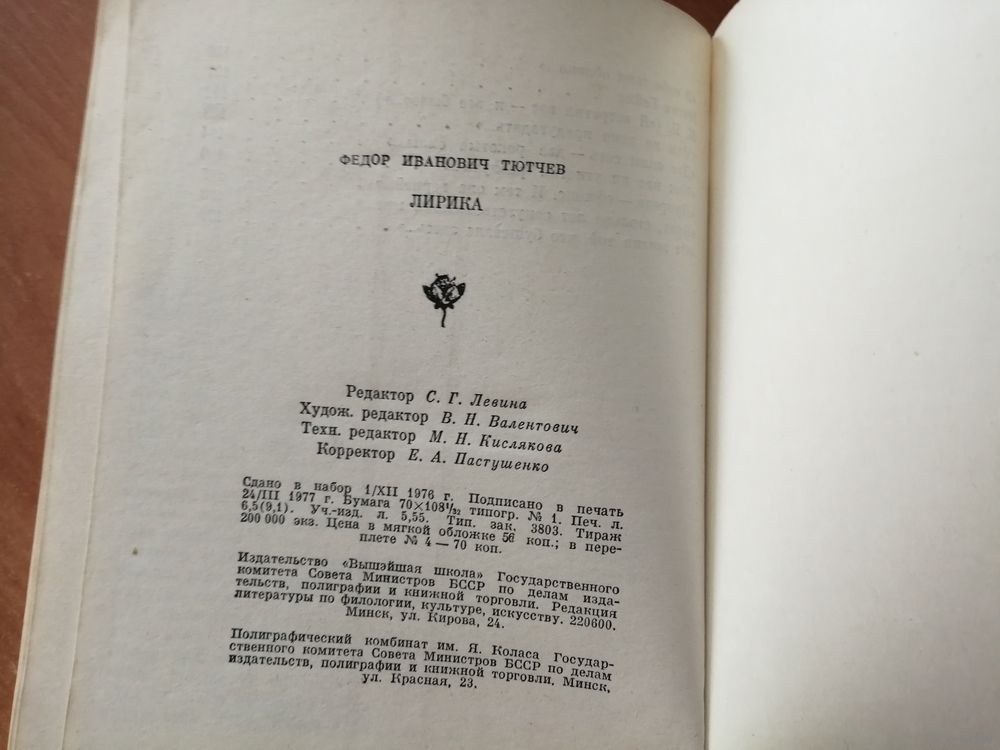 ФЕДОР ИВАНОВИЧ ТЮТЧЕВ
ЛИРИКА
Редактор С. Г. Левина
Худож. редактор В. Н. Валентович
Техн. редактор М. Н. Кислякова
Корректор Е. А. Пастушенко
Сдано в набор 1/XII 1976 г. Подписано в печать
24/III 1977 г. Бумага 70×108¹/₃₂ типогр. № 1. Печ. л.
6,5(9,1). Уч.-изд. л. 5,55. Тип. зак. 3803. Тираж
200 000 экз. Цена в мягкой обложке 56 коп.; в пере-
плете № 4 — 70 коп.
Издательство «Вышэйшая школа» Государственного
комитета Совета Министров БССР по делам изда-
тельств, полиграфии и книжной торговли. Редакция
литературы по филологии, культуре, искусству. 220600.
Минск, ул. Кирова, 24.
Полиграфический комбинат им. Я. Коласа Государ-
ственного комитета Совета Министров БССР по делам
издательств, полиграфии и книжной торговли. Минск,
ул. Красная, 23.